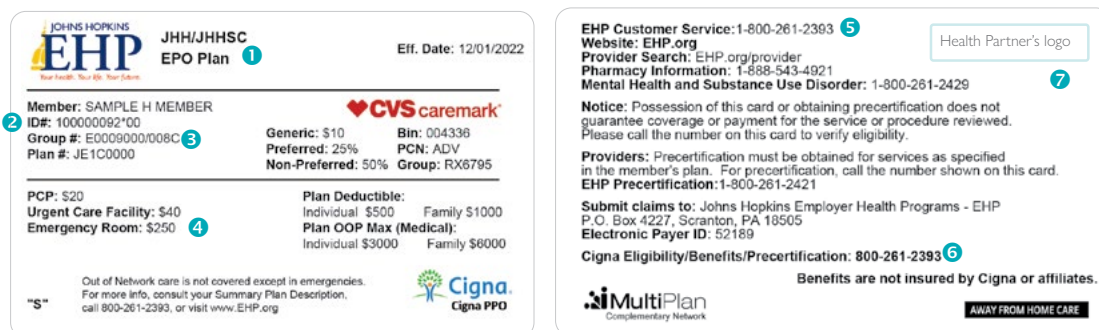 JOHNS HOPKINS
EHP
Your health. Your life. Your future.
JHH/JHHSC
EPO Plan 1
Eff. Date: 12/01/2022
Member: SAMPLE H MEMBER
2 ID#: 100000092*00
Group #: E0009000/008C 3
Plan #: JE1C0000
CVS caremark
Generic: $10 Bin: 004336
Preferred: 25% PCN: ADV
Non-Preferred: 50% Group: RX6795
PCP: $20
Urgent Care Facility: $40
Emergency Room: $250 4
Plan Deductible:
Individual $500 Family $1000
Plan OOP Max (Medical):
Individual $3000 Family $6000
"S"
Out of Network care is not covered except in emergencies.
For more info, consult your Summary Plan Description,
call 800-261-2393, or visit www.EHP.org
Cigna.
Cigna PPO
EHP Customer Service:1-800-261-2393 5
Website: EHP.org
Provider Search: EHP.org/provider
Pharmacy Information: 1-888-543-4921
Mental Health and Substance Use Disorder: 1-800-261-2429
Health Partner's logo
7
Notice: Possession of this card or obtaining precertification does not
guarantee coverage or payment for the service or procedure reviewed.
Please call the number on this card to verify eligibility.
Providers: Precertification must be obtained for services as specified
in the member's plan. For precertification, call the number shown on this card.
EHP Precertification:1-800-261-2421
Submit claims to: Johns Hopkins Employer Health Programs - EHP
P.O. Box 4227, Scranton, PA 18505
Electronic Payer ID: 52189
Cigna Eligibility/Benefits/Precertification: 800-261-2393 6
Benefits are not insured by Cigna or affiliates.
MultiPlan
Complementary Network
AWAY FROM HOME CARE